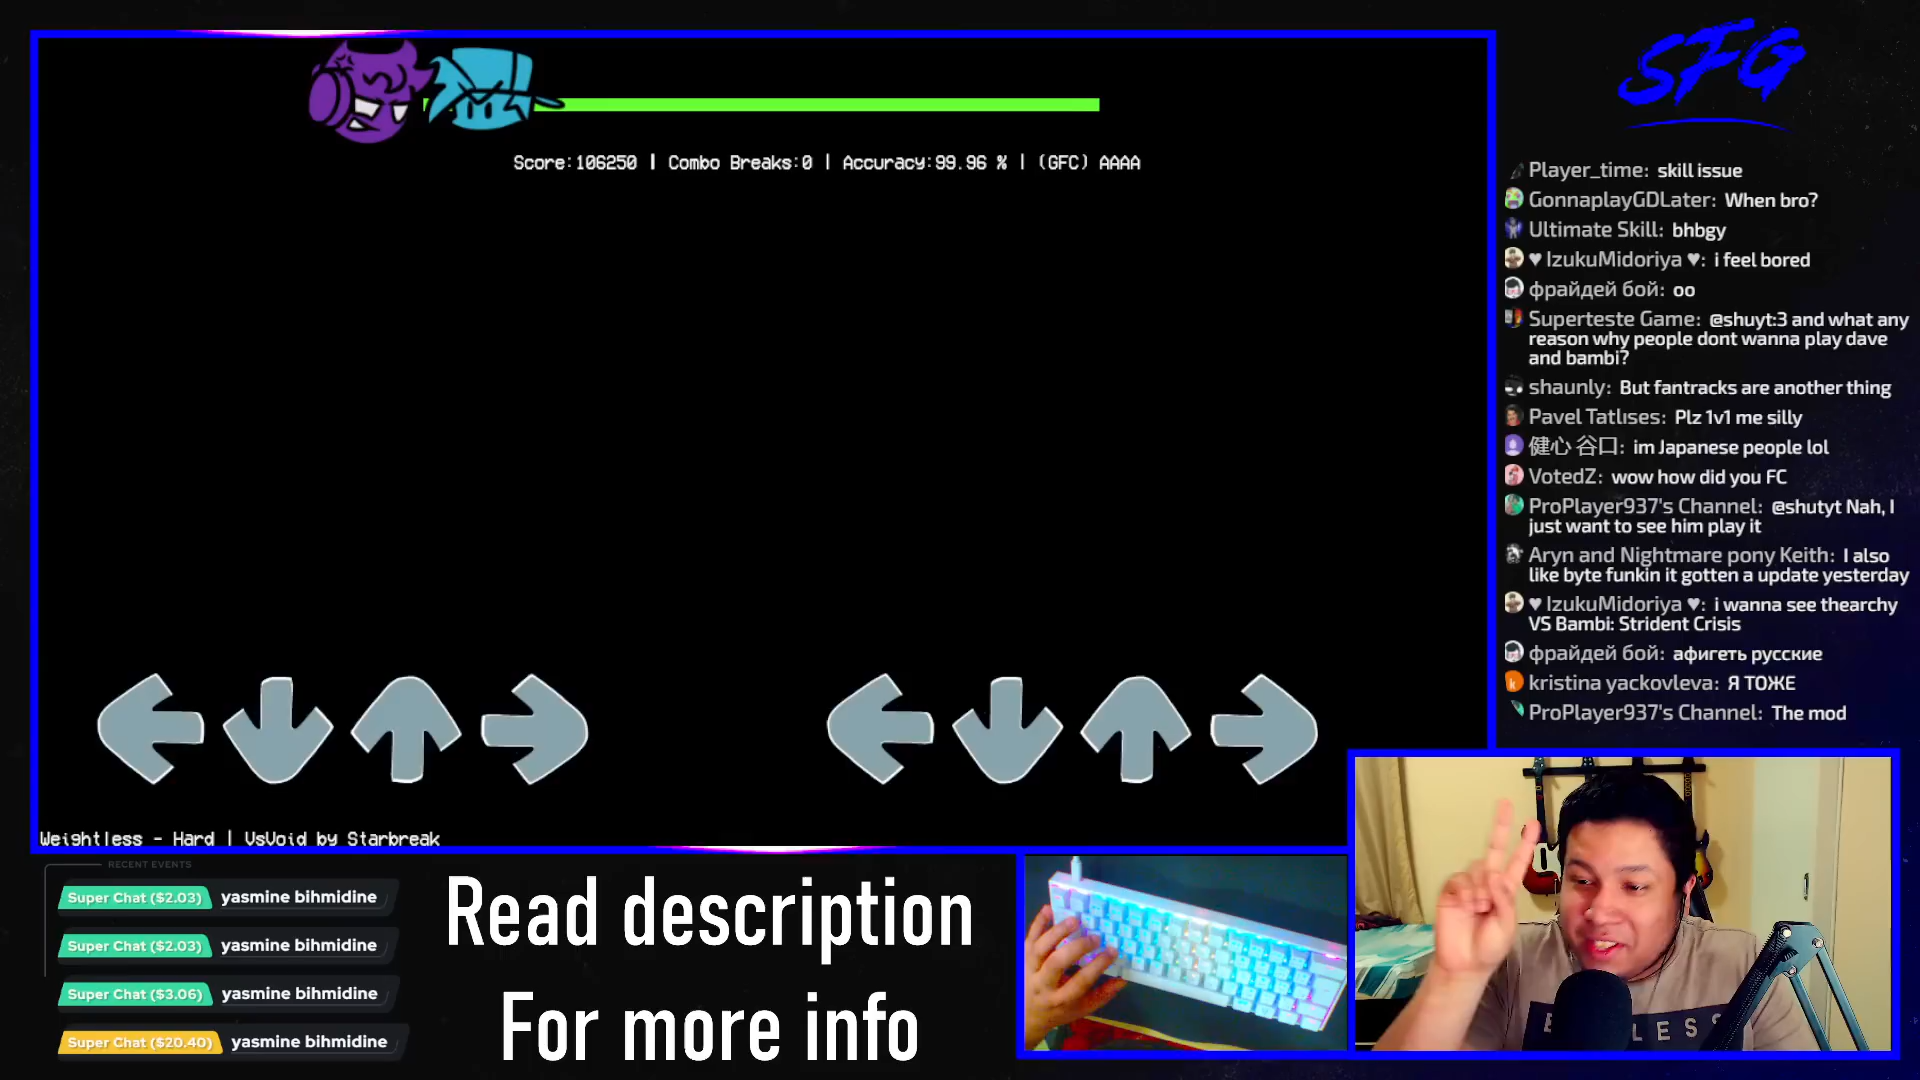 SFG
Score:106250 | Combo Breaks:0 | Accuracy:99.96 % | (GFC) AAAA
Player_time: skill issue
GonnaplayGDLater: When bro?
Ultimate Skill: bhbgy
♥ IzukuMidoriya ♥: i feel bored
фрайдей бой: оо
Superteste Game: @shuyt:3 and what any
reason why people dont wanna play dave
and bambi?
shaunly: But fantracks are another thing
Pavel Tatlıses: Plz 1v1 me silly
健心 谷口: im Japanese people lol
VotedZ: wow how did you FC
ProPlayer937's Channel: @shutyt Nah, I
just want to see him play it
Aryn and Nightmare pony Keith: I also
like byte funkin it gotten a update yesterday
♥ IzukuMidoriya ♥: i wanna see thearchy
VS Bambi: Strident Crisis
фрайдей бой: афигеть русские
kristina yackovleva: Я ТОЖЕ
ProPlayer937's Channel: The mod
Weightless - Hard | VsVoid by Starbreak
RECENT EVENTS
Super Chat ($2.03) yasmine bihmidine
Super Chat ($2.03) yasmine bihmidine
Super Chat ($3.06) yasmine bihmidine
Super Chat ($20.40) yasmine bihmidine
Read description
For more info